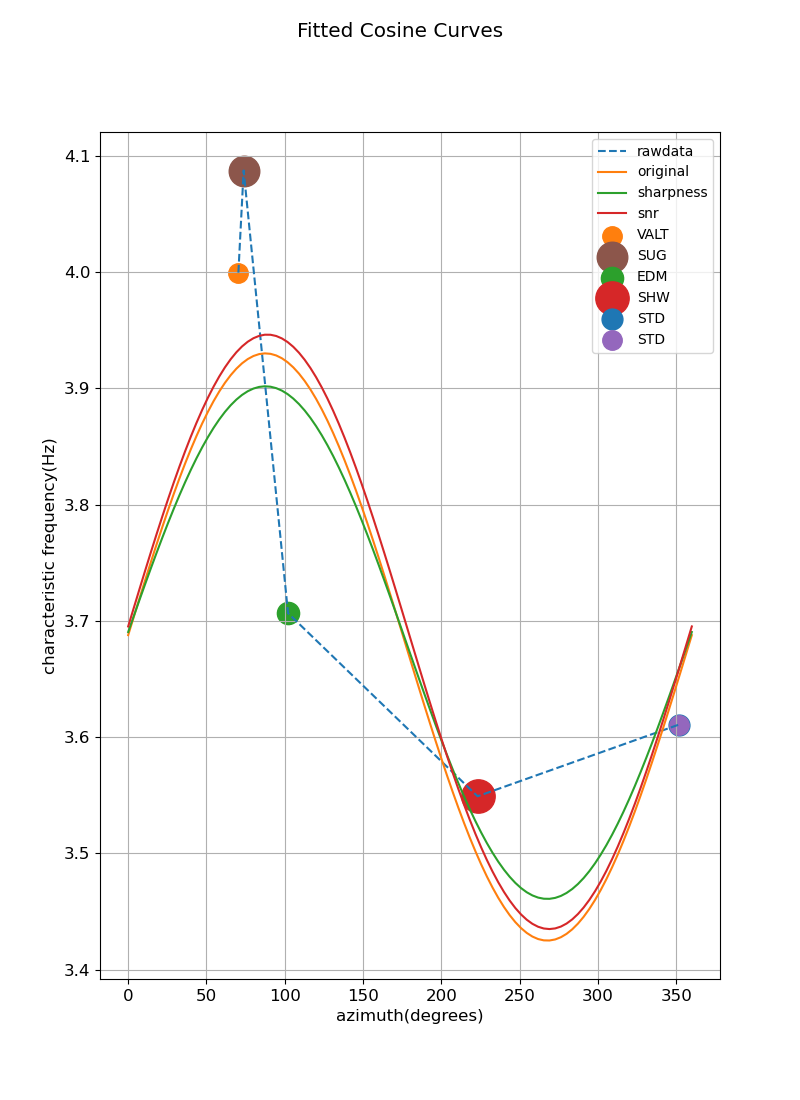 Fitted Cosine Curves
4.1
4.0
3.9
3.8
3.7
3.6
3.5
3.4
characteristic frequency(Hz)
rawdata
original
sharpness
snr
VALT
SUG
EDM
SHW
STD
STD
0 50 100 150 200 250 300 350
azimuth(degrees)